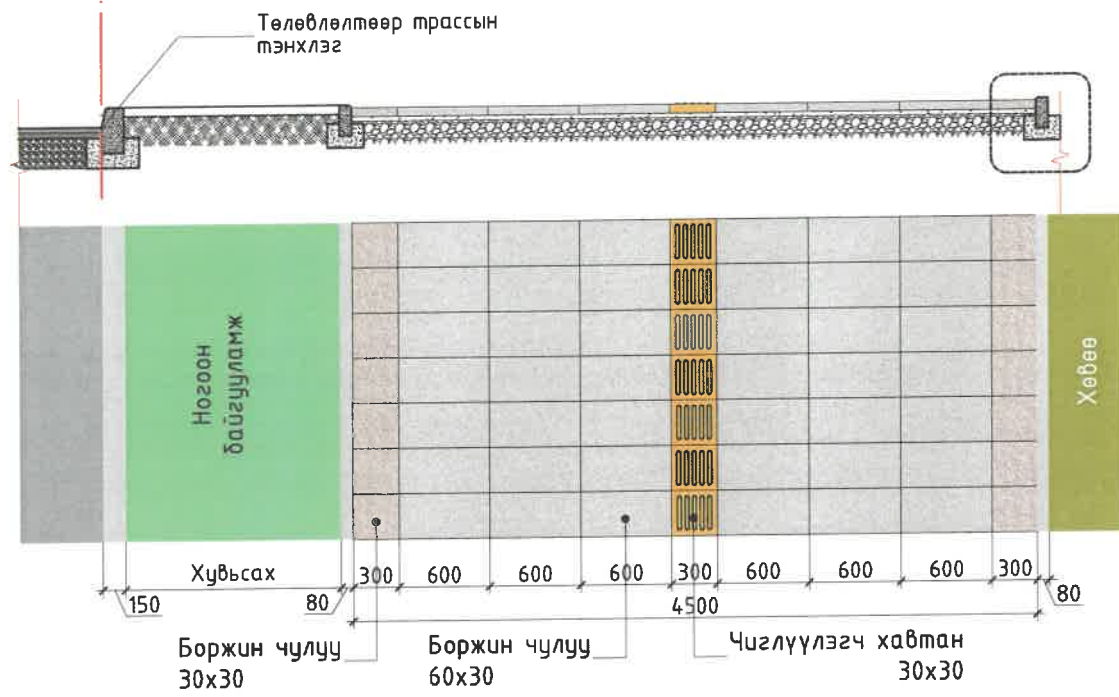 Төлөвлөлтөөр трассын
тэнхлэг
Ногоон
байгууламж
Хөвөө
Хувьсах
300 600 600 600 300 600 600 600 300
150
80
4500
80
Боржин чулуу
30x30
Боржин чулуу
60x30
Чиглүүлэгч хавтан
30x30